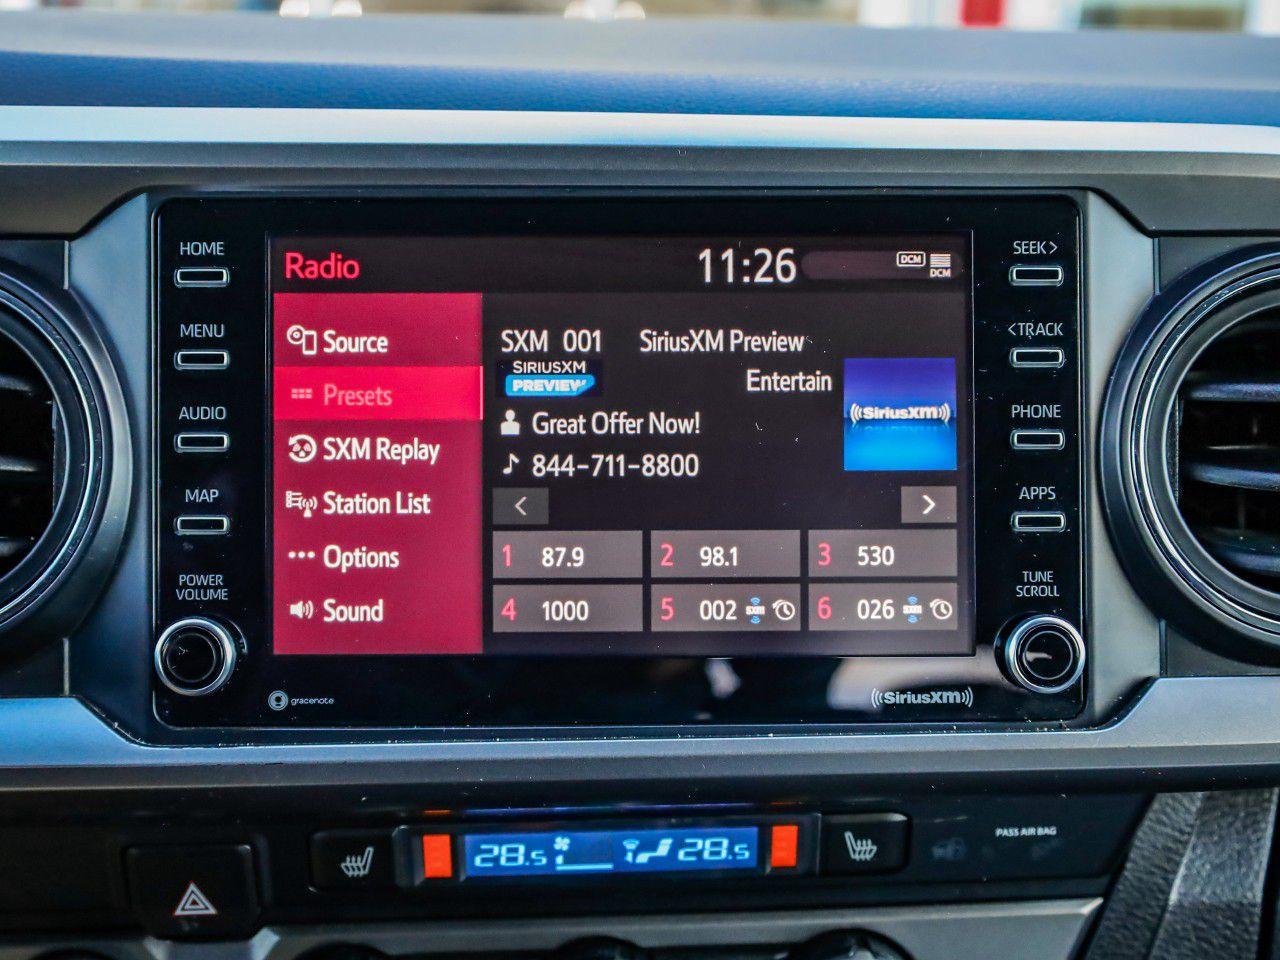 HOME
MENU
AUDIO
MAP
POWER
VOLUME
Radio
11:26
DCM
DCM
Source
Presets
SXM Replay
Station List
Options
Sound
SXM 001 SiriusXM Preview
SIRIUSXM
PREVIEW
Entertain
Great Offer Now!
844-711-8800
((SiriusXM))
<
>
1 87.9
2 98.1
3 530
4 1000
5 002 SXM
6 026 SXM
SEEK >
< TRACK
PHONE
APPS
TUNE
SCROLL
gracenote
((SiriusXM))
28.5 28.5
PASS AIR BAG